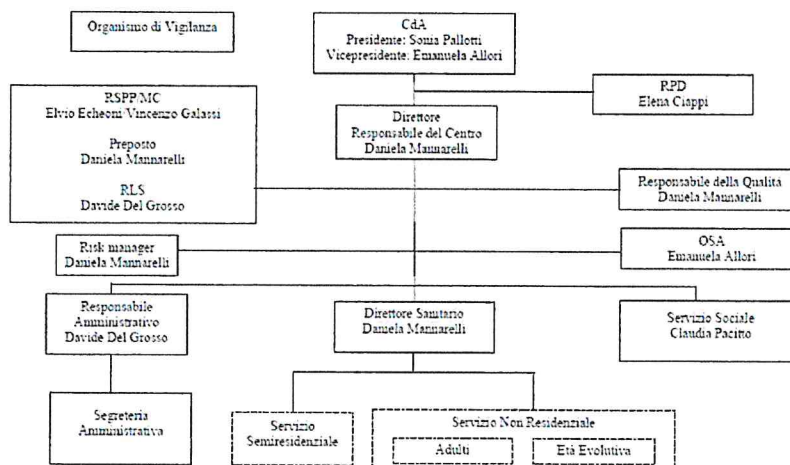 Organismo di Vigilanza
CdA
Presidente: Sonia Pallotti
Vicepresidente: Emanuela Allori
RSPP/MC
Elvio Echeoni/Vincenzo Galassi
Preposto
Daniela Mannarelli
RLS
Davide Del Grosso
Direttore
Responsabile del Centro
Daniela Mannarelli
RPD
Elena Ciappi
Responsabile della Qualità
Daniela Mannarelli
Risk manager
Daniela Mannarelli
OSA
Emanuela Allori
Responsabile
Amministrativo
Davide Del Grosso
Direttore Sanitario
Daniela Mannarelli
Servizio Sociale
Claudia Pacitto
Segreteria
Amministrativa
Servizio
Semiresidenziale
Servizio Non Residenziale
Adulti
Età Evolutiva